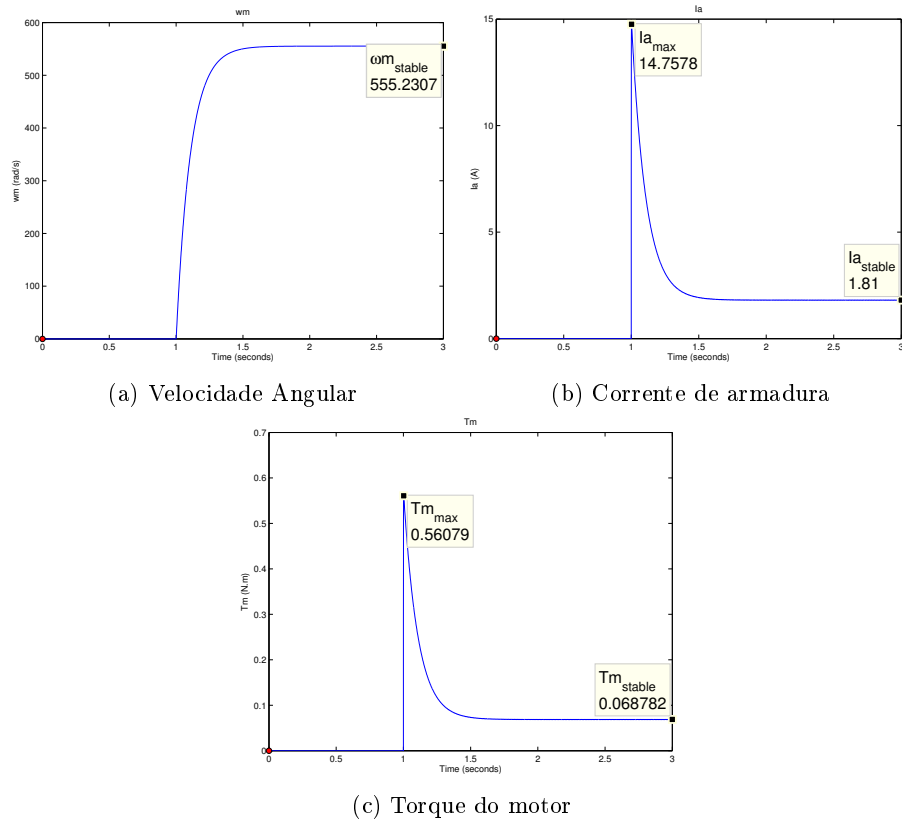 wm
600
500
400
300
200
100
0
wm (rad/s)
ωm_stable
555.2307
0 0.5 1 1.5 2 2.5 3
Time (seconds)
(a) Velocidade Angular
Ia
15
10
5
0
Ia (A)
Ia_max
14.7578
Ia_stable
1.81
0 0.5 1 1.5 2 2.5 3
Time (seconds)
(b) Corrente de armadura
Tm
0.7
0.6
0.5
0.4
0.3
0.2
0.1
0
Tm (N.m)
Tm_max
0.56079
Tm_stable
0.068782
0 0.5 1 1.5 2 2.5 3
Time (seconds)
(c) Torque do motor